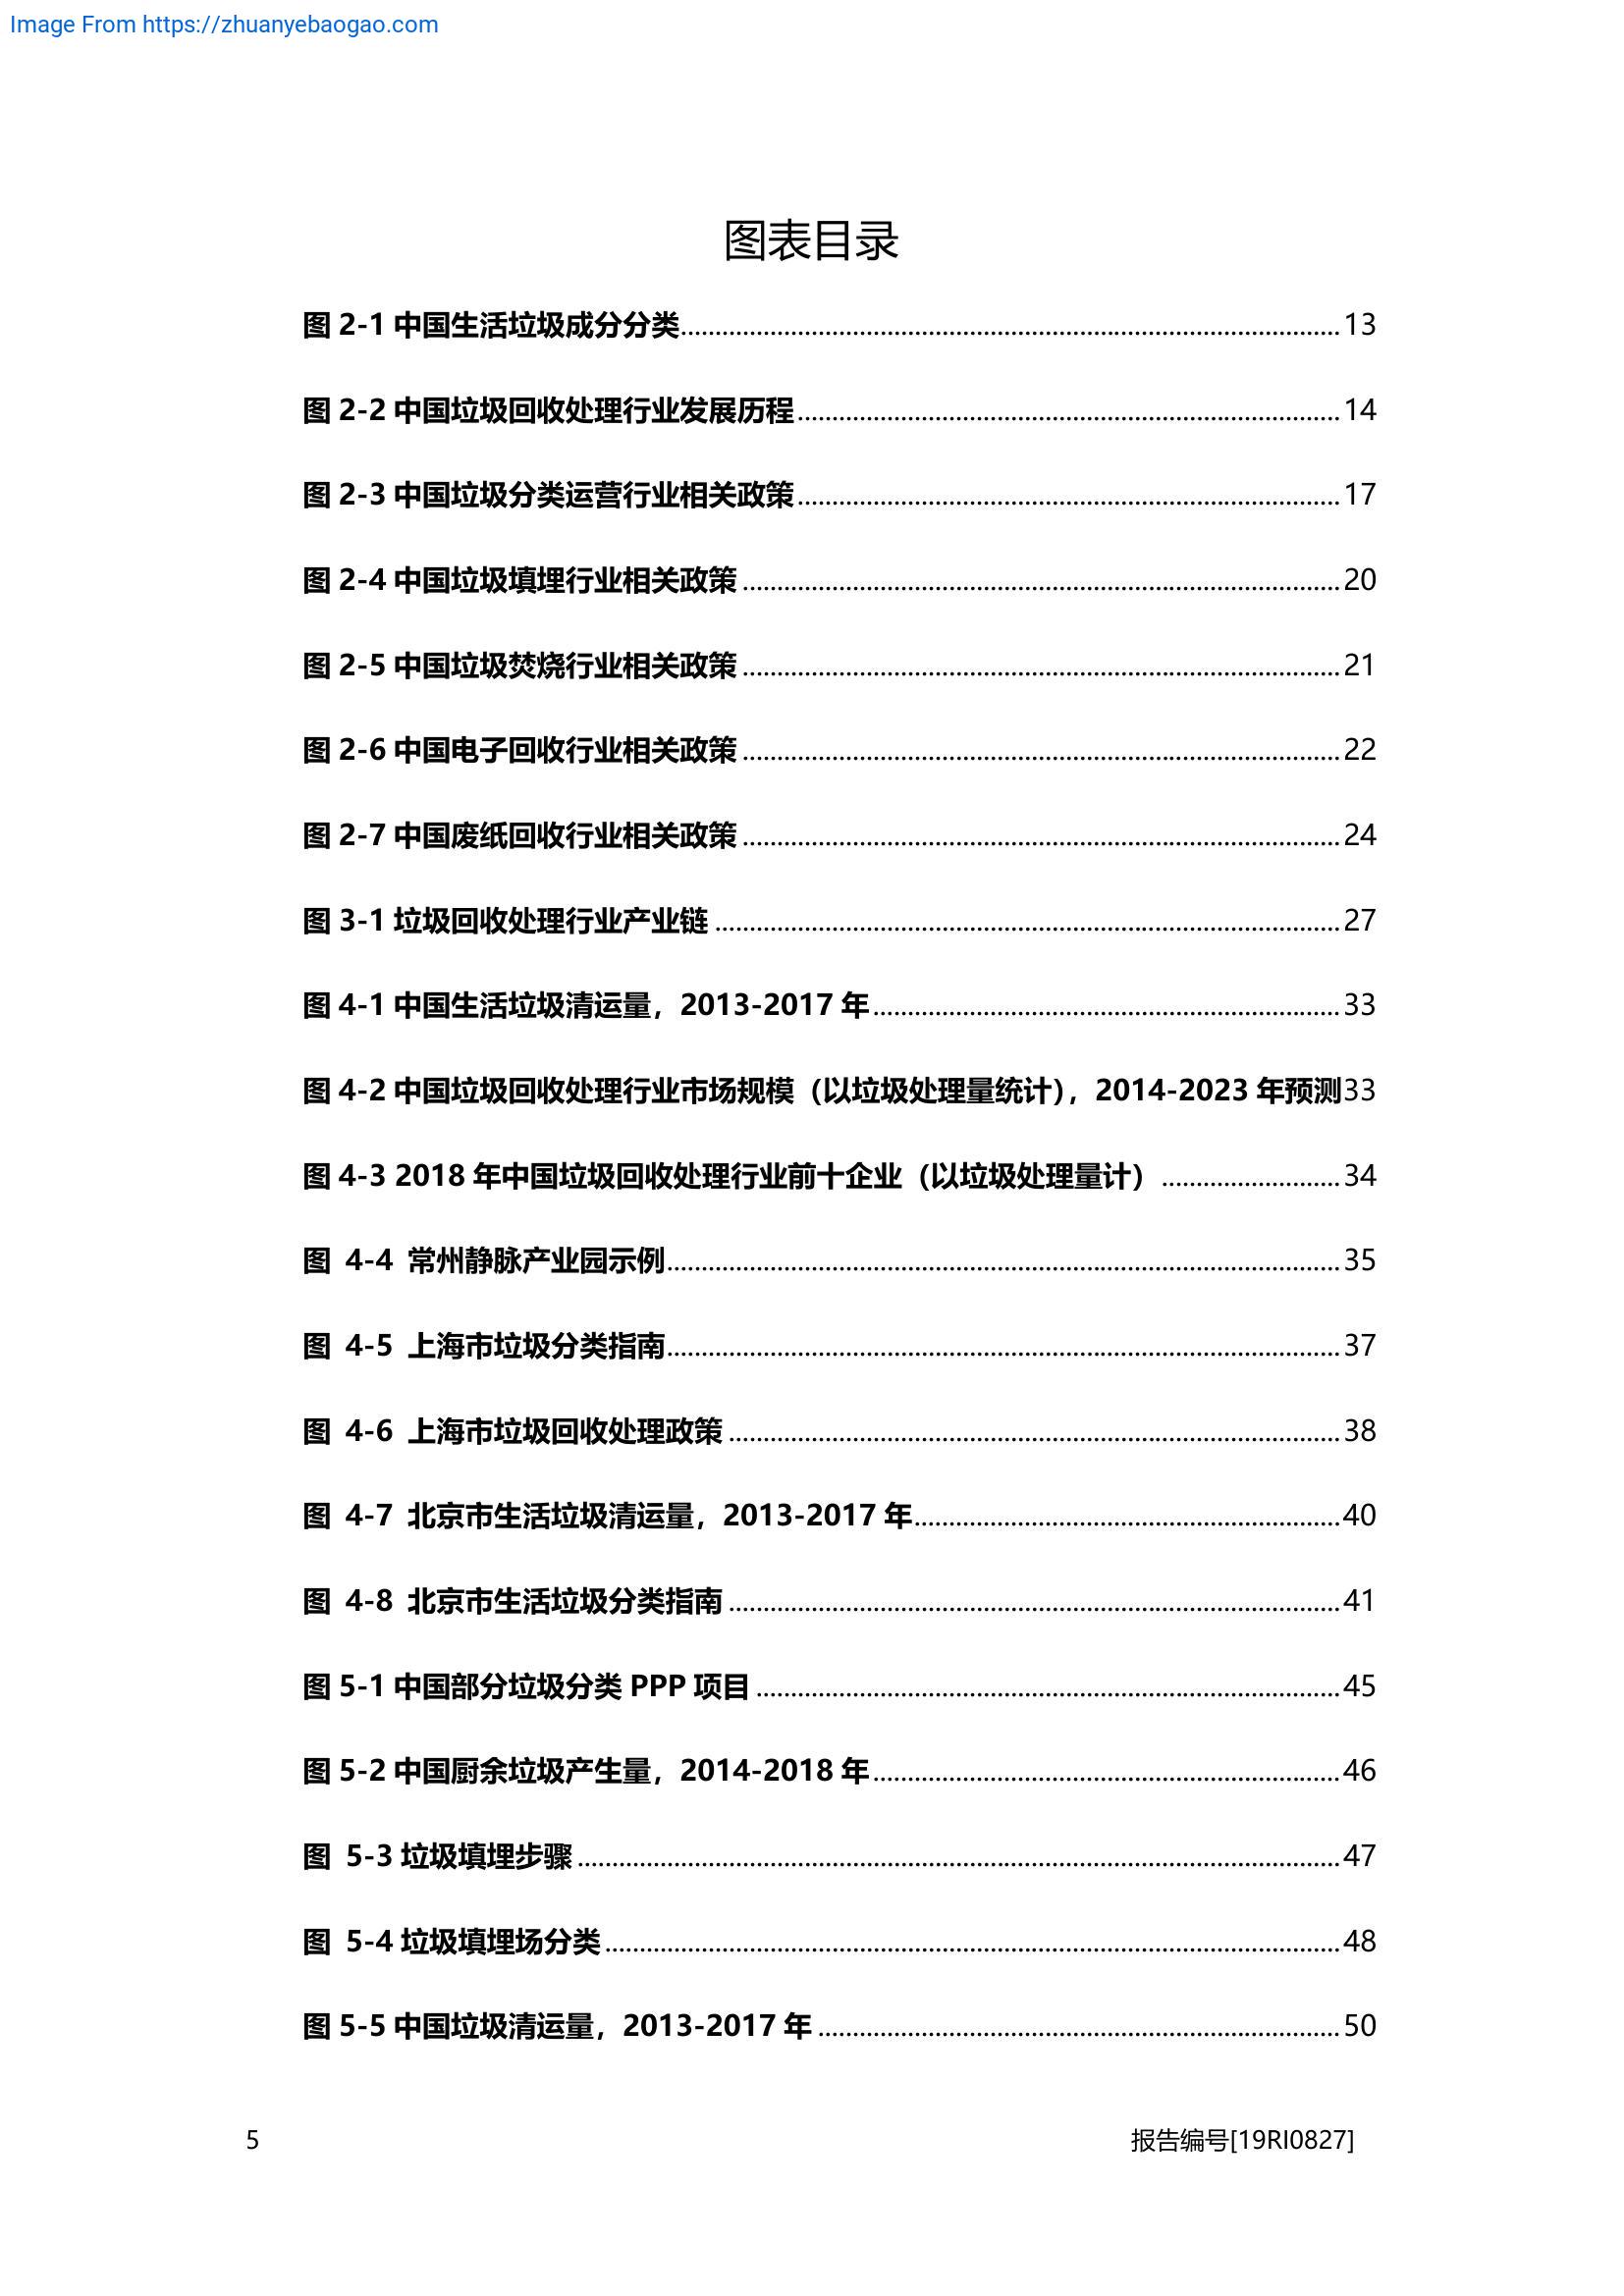 Image From https://zhuanyebaogao.com
图表目录
图 2-1 中国生活垃圾成分分类........................................ 13
图 2-2 中国垃圾回收处理行业发展历程........................................ 14
图 2-3 中国垃圾分类运营行业相关政策........................................ 17
图 2-4 中国垃圾填埋行业相关政策........................................ 20
图 2-5 中国垃圾焚烧行业相关政策........................................ 21
图 2-6 中国电子回收行业相关政策........................................ 22
图 2-7 中国废纸回收行业相关政策........................................ 24
图 3-1 垃圾回收处理行业产业链........................................ 27
图 4-1 中国生活垃圾清运量，2013-2017 年........................................ 33
图 4-2 中国垃圾回收处理行业市场规模（以垃圾处理量统计），2014-2023 年预测33
图 4-3 2018 年中国垃圾回收处理行业前十企业（以垃圾处理量计）.................... 34
图 4-4 常州静脉产业园示例........................................ 35
图 4-5 上海市垃圾分类指南........................................ 37
图 4-6 上海市垃圾回收处理政策........................................ 38
图 4-7 北京市生活垃圾清运量，2013-2017 年........................................ 40
图 4-8 北京市生活垃圾分类指南........................................ 41
图 5-1 中国部分垃圾分类 PPP 项目........................................ 45
图 5-2 中国厨余垃圾产生量，2014-2018 年........................................ 46
图 5-3 垃圾填埋步骤........................................ 47
图 5-4 垃圾填埋场分类........................................ 48
图 5-5 中国垃圾清运量，2013-2017 年........................................ 50
5 报告编号[19RI0827]